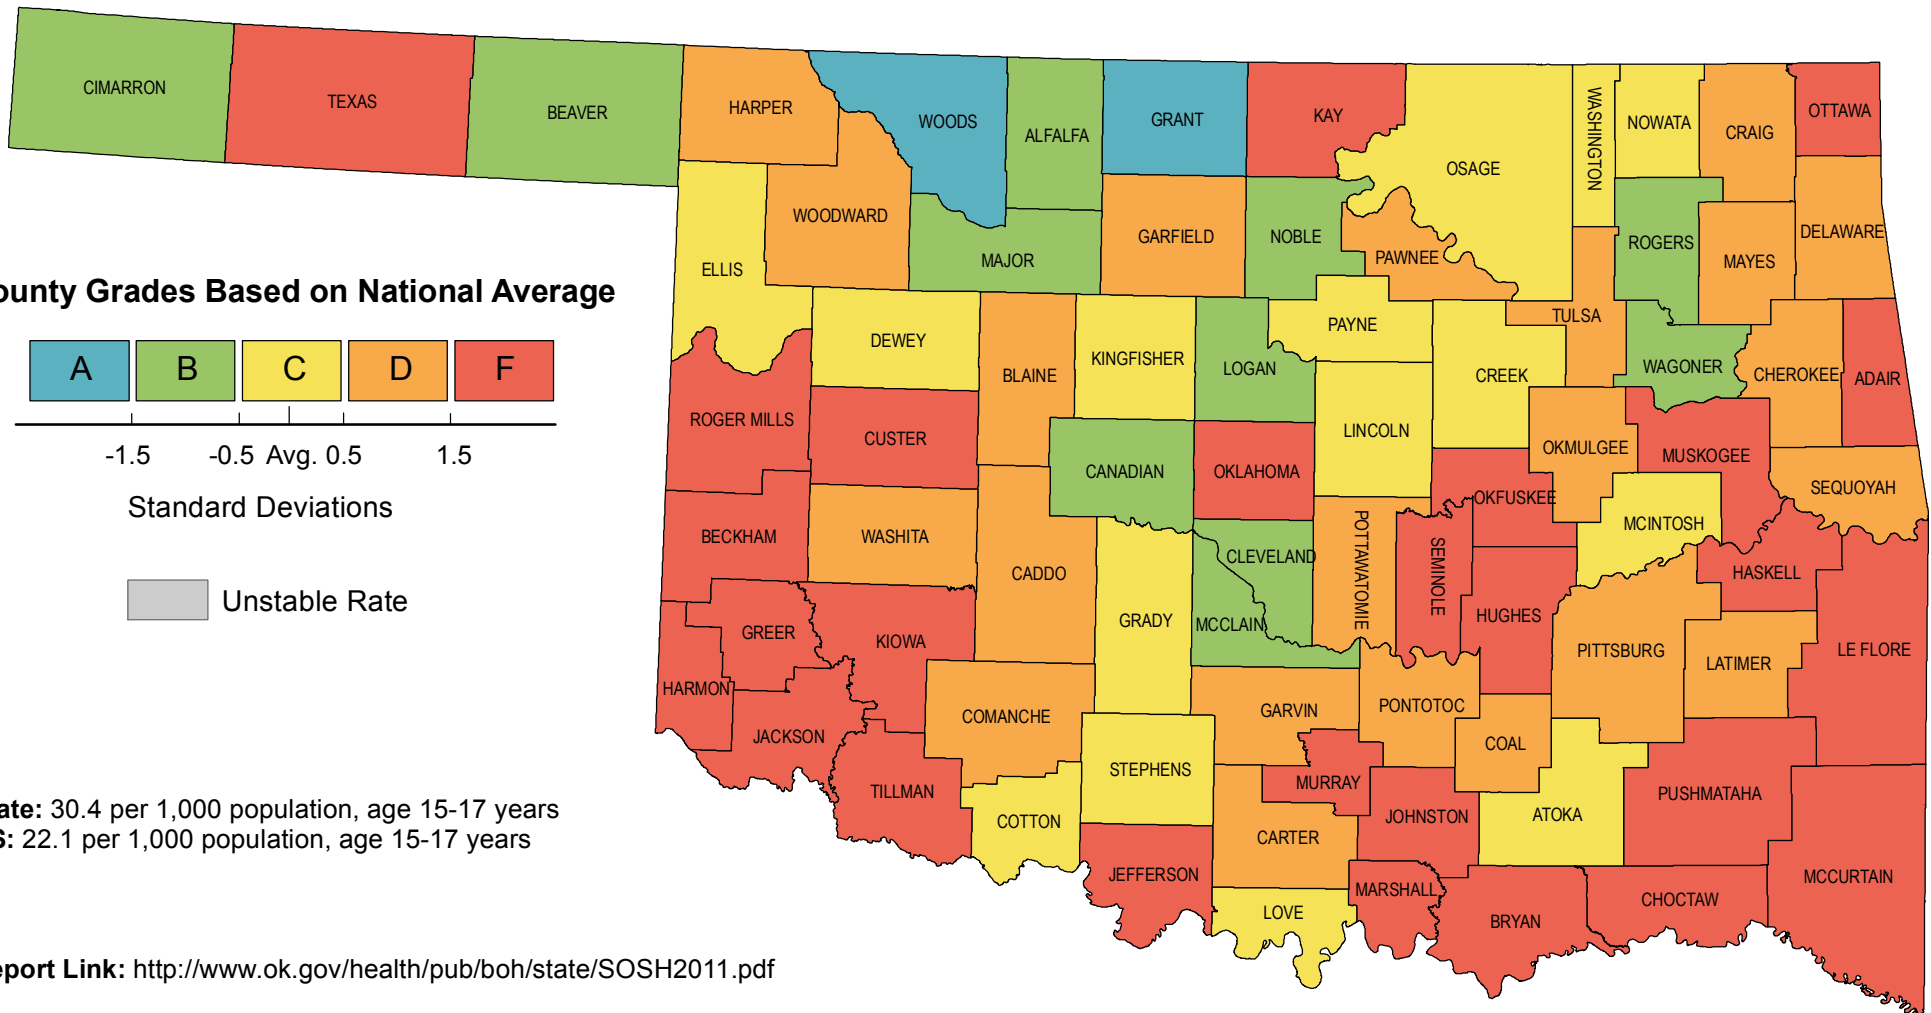 CIMARRON
TEXAS
BEAVER
HARPER
WOODS
ALFALFA
GRANT
KAY
OSAGE
WASHINGTON
NOWATA
CRAIG
OTTAWA
ELLIS
WOODWARD
MAJOR
GARFIELD
NOBLE
PAWNEE
ROGERS
MAYES
DELAWARE
ounty Grades Based on National Average
A B C D F
-1.5 -0.5 Avg. 0.5 1.5
Standard Deviations
Unstable Rate
DEWEY
BLAINE
KINGFISHER
LOGAN
PAYNE
CREEK
TULSA
WAGONER
CHEROKEE
ADAIR
ROGER MILLS
CUSTER
CANADIAN
OKLAHOMA
LINCOLN
OKMULGEE
MUSKOGEE
SEQUOYAH
BECKHAM
WASHITA
CADDO
GRADY
CLEVELAND
MCCLAIN
POTTAWATOMIE
SEMINOLE
OKFUSKEE
HUGHES
MCINTOSH
HASKELL
PITTSBURG
LATIMER
LE FLORE
GREER
KIOWA
HARMON
JACKSON
TILLMAN
COMANCHE
COTTON
STEPHENS
GARVIN
PONTOTOC
COAL
MURRAY
JOHNSTON
ATOKA
PUSHMATAHA
CARTER
JEFFERSON
LOVE
MARSHALL
BRYAN
CHOCTAW
MCCURTAIN
ate: 30.4 per 1,000 population, age 15-17 years
S: 22.1 per 1,000 population, age 15-17 years
eport Link: http://www.ok.gov/health/pub/boh/state/SOSH2011.pdf